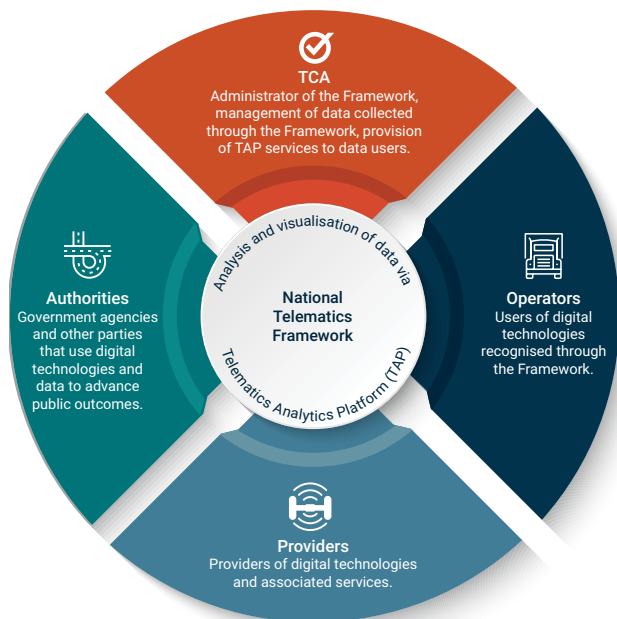 TCA
Administrator of the Framework,
management of data collected
through the Framework, provision
of TAP services to data users.
Authorities
Government agencies
and other parties
that use digital
technologies and
data to advance
public outcomes.
Analysis and visualisation of data via
National
Telematics
Framework
Telematics Analytics Platform (TAP)
Operators
Users of digital
technologies
recognised through
the Framework.
Providers
Providers of digital technologies
and associated services.